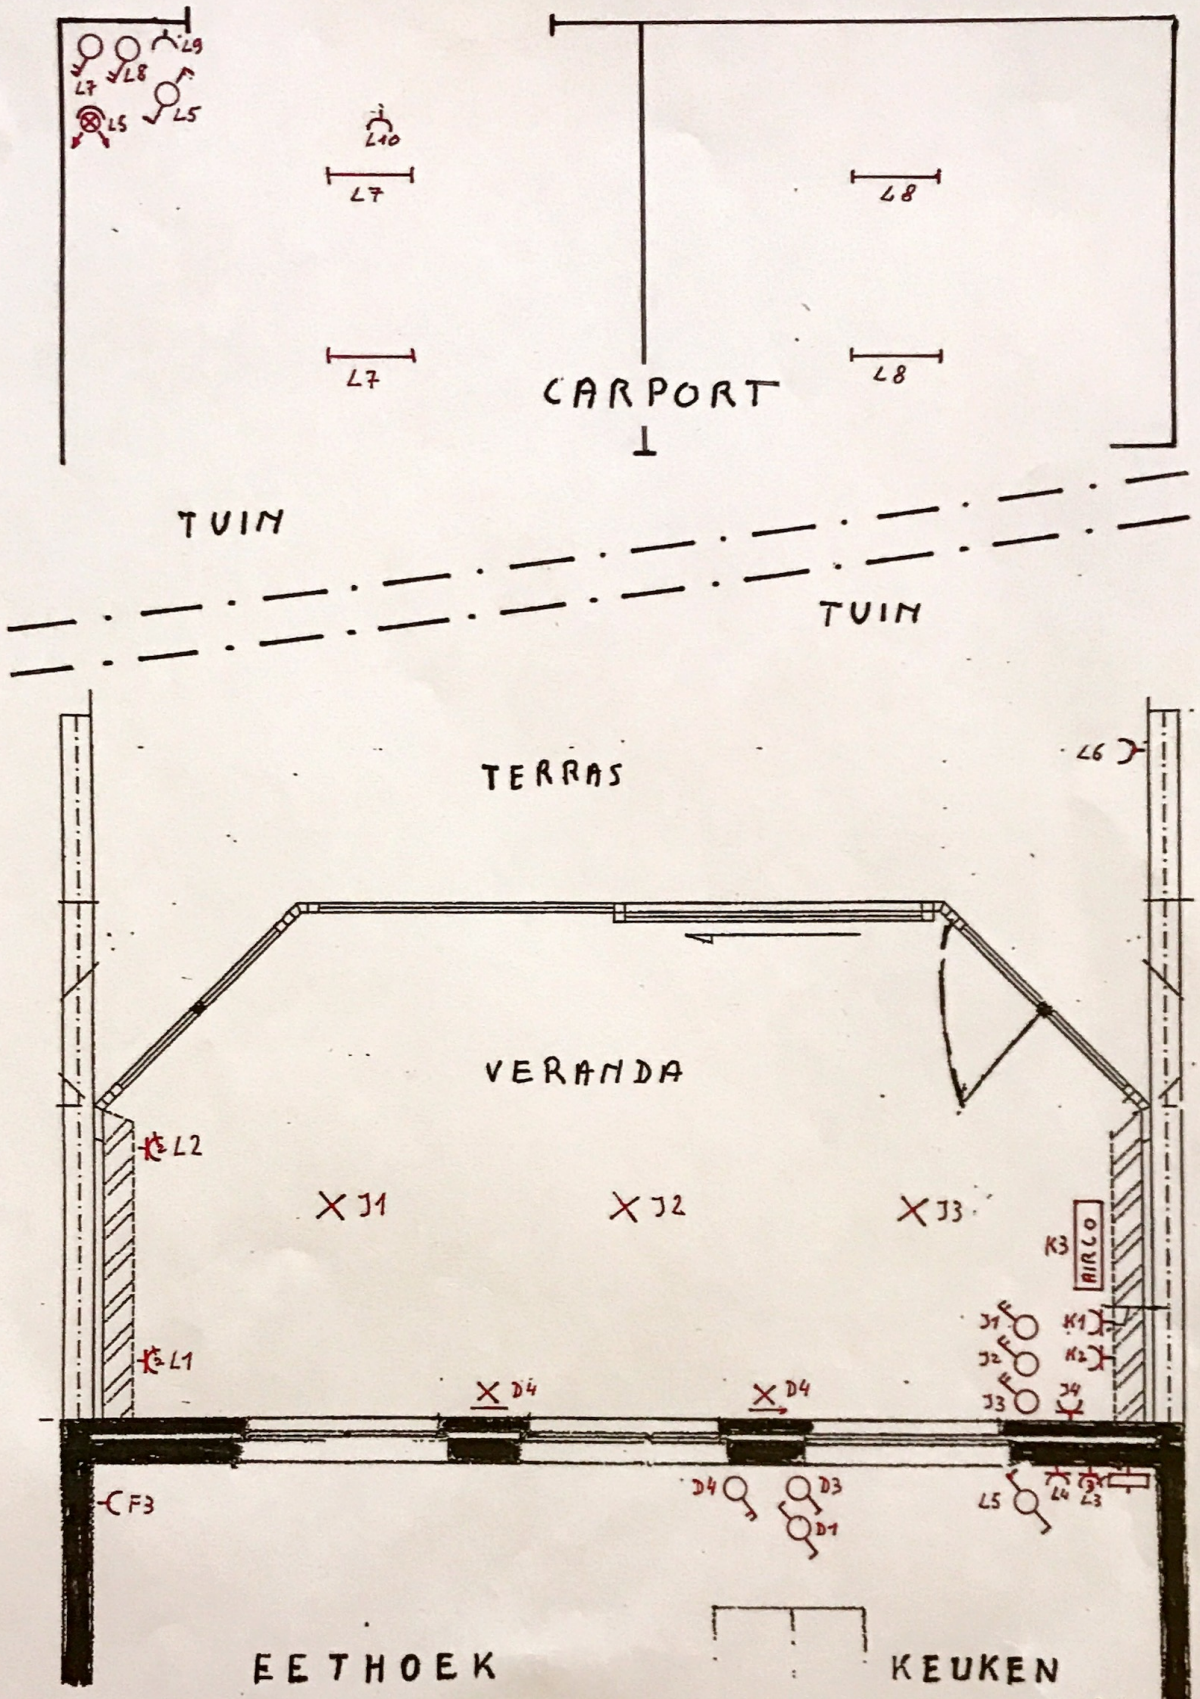 L9
L7
L8
L5
L5
L10
L7
L8
L7
L8
CARPORT
TUIN
TUIN
L6
TERRAS
VERANDA
L2
J1
J2
J3
K3
AIRCO
J1
K1
J2
K2
L1
J3
J4
D4
D4
F3
D4
D3
D1
L5
L4
L3
EETHOEK
KEUKEN